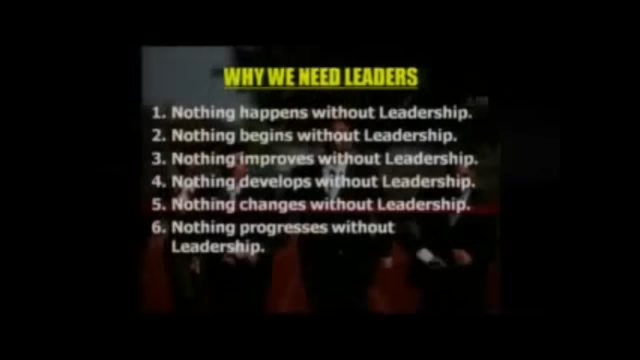 WHY WE NEED LEADERS
1. Nothing happens without Leadership.
2. Nothing begins without Leadership.
3. Nothing improves without Leadership.
4. Nothing develops without Leadership.
5. Nothing changes without Leadership.
6. Nothing progresses without
Leadership.